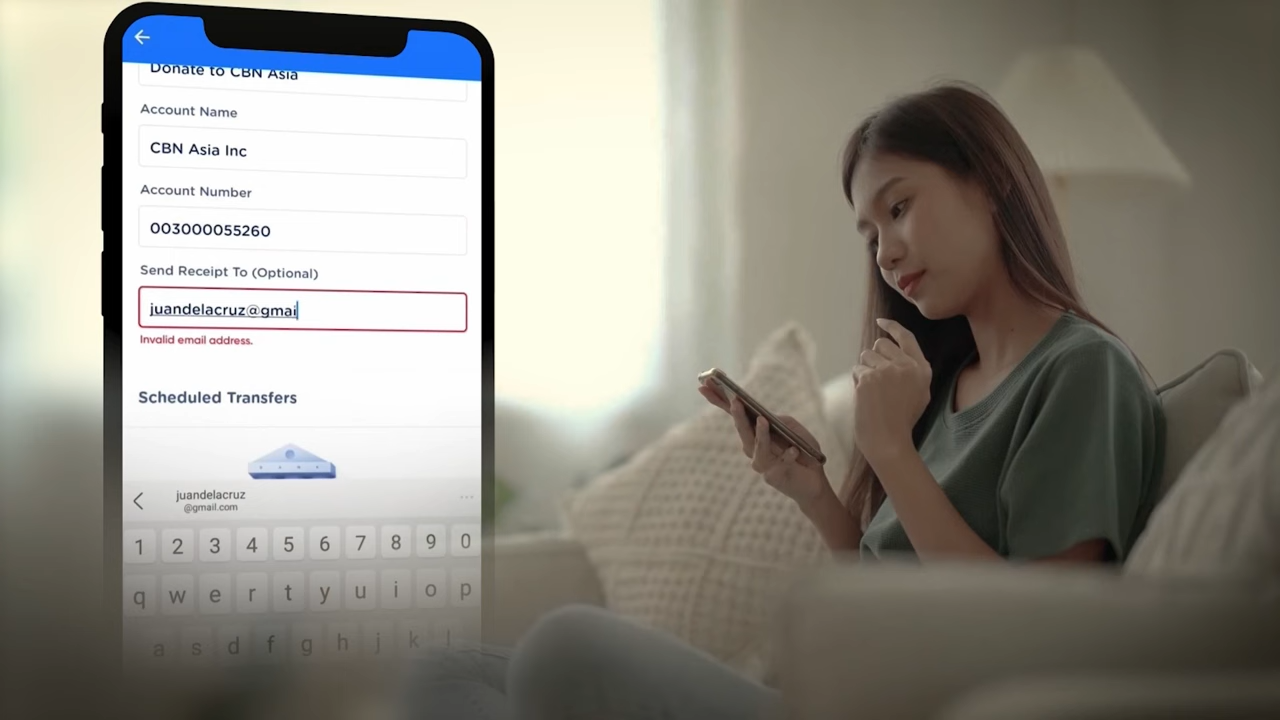 Donate to CBN Asia
Account Name
CBN Asia Inc
Account Number
003000055260
Send Receipt To (Optional)
juandelacruz@gmai
Invalid email address.
Scheduled Transfers
juandelacruz
@gmail.com
1 2 3 4 5 6 7 8 9 0
q w e r t y u i o p
a s d f g h j k l